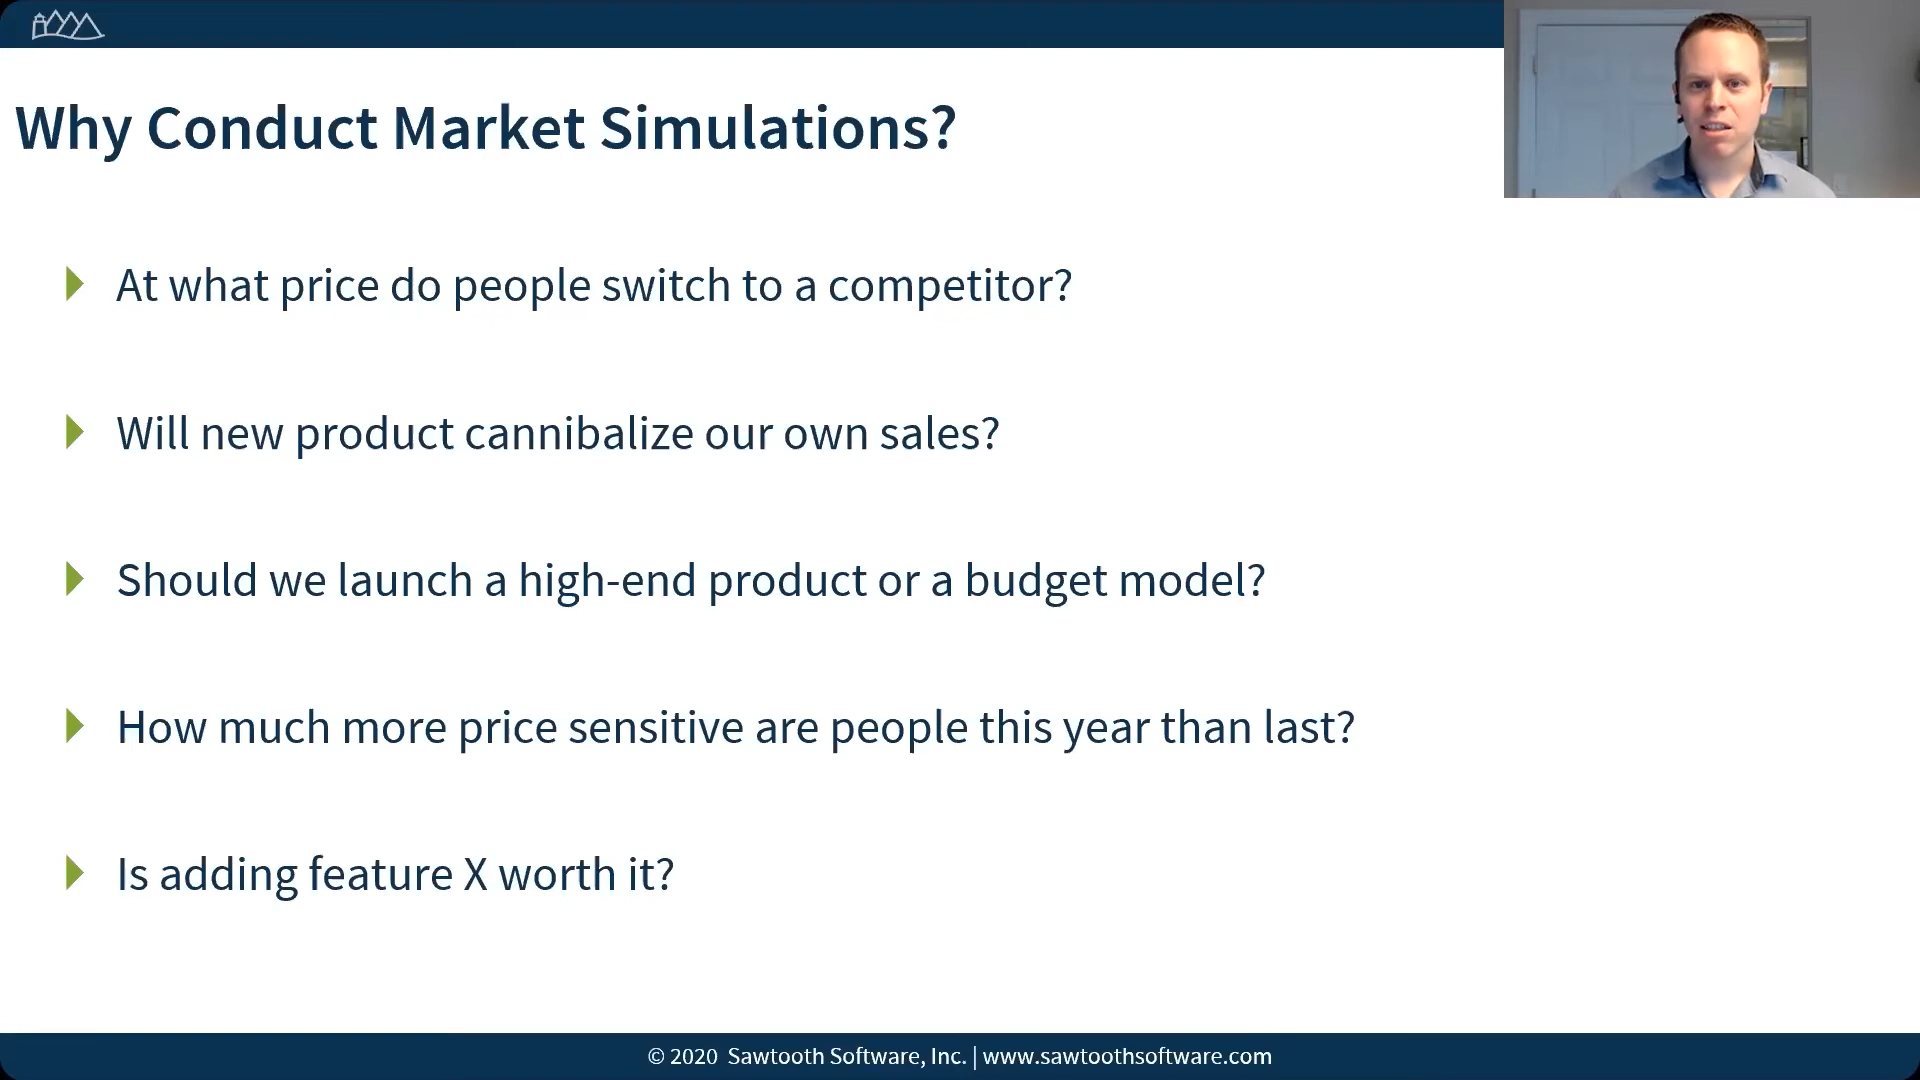 Why Conduct Market Simulations?
At what price do people switch to a competitor?
Will new product cannibalize our own sales?
Should we launch a high-end product or a budget model?
How much more price sensitive are people this year than last?
Is adding feature X worth it?
© 2020 Sawtooth Software, Inc. | www.sawtoothsoftware.com